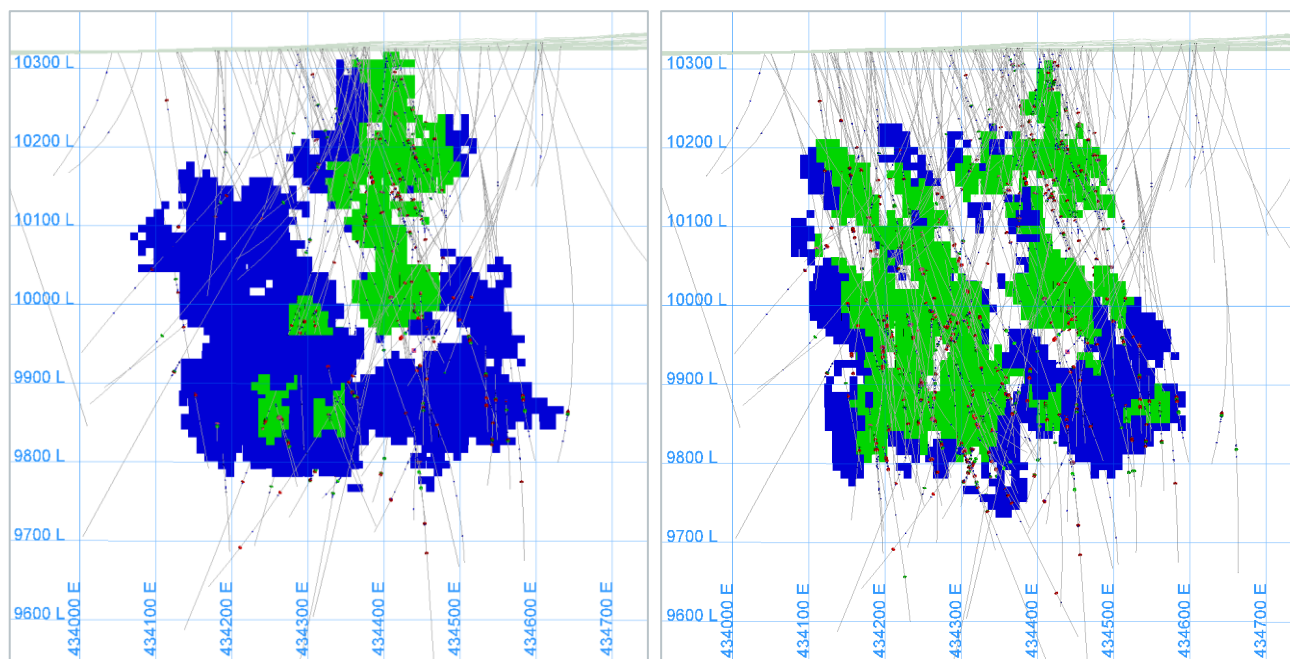 10300 L
10200 L
10100 L
10000 L
9900 L
9800 L
9700 L
9600 L
434000 E
434100 E
434200 E
434300 E
434400 E
434500 E
434600 E
434700 E
10300 L
10200 L
10100 L
10000 L
9900 L
9800 L
9700 L
9600 L
434000 E
434100 E
434200 E
434300 E
434400 E
434500 E
434600 E
434700 E